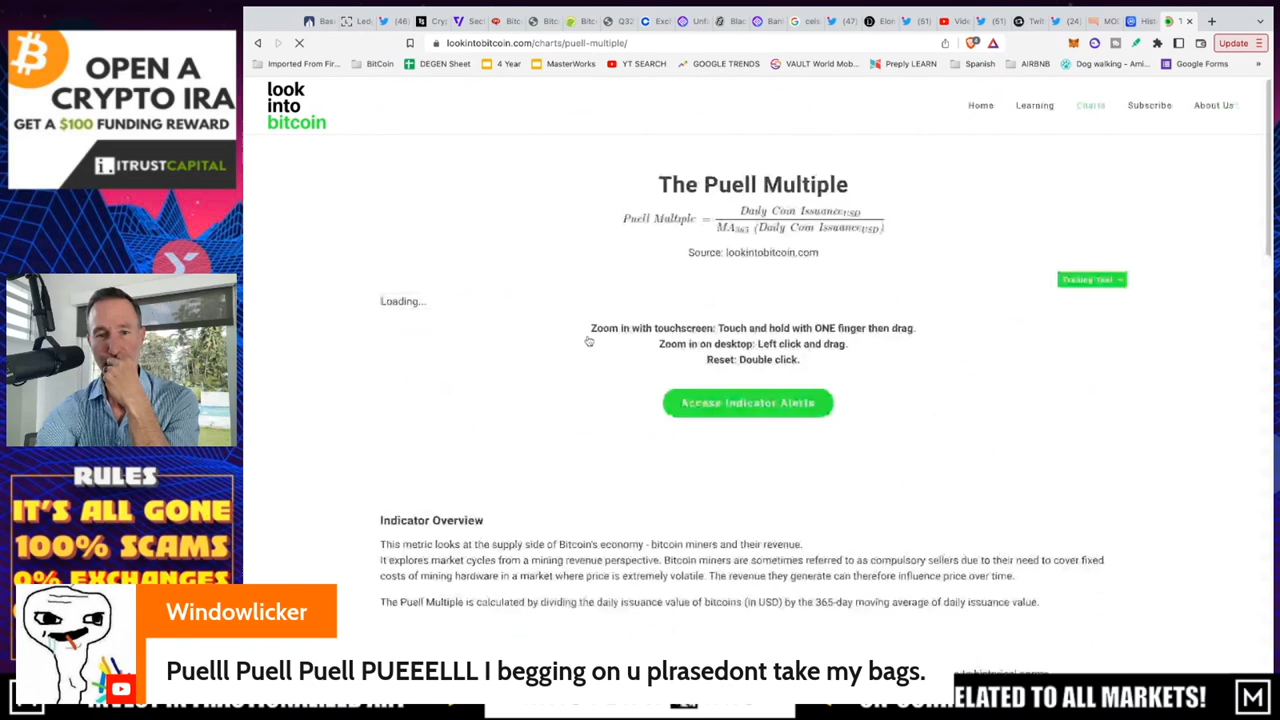 OPEN A
CRYPTO IRA
GET A $100 FUNDING REWARD
i. iTRUSTCAPITAL
(46)
Bitc
Q32
(47)
(51)
(51)
(24)
lookintobitcoin.com/charts/puell-multiple/
Update
Imported From Fir...
BitCoin
DEGEN Sheet
4 Year
MasterWorks
YT SEARCH
GOOGLE TRENDS
VAULT World Mob...
Preply LEARN
Spanish
AIRBNB
Dog walking - Ami...
Google Forms
look
into
bitcoin
Home
Learning
Charts
Subscribe
About Us
The Puell Multiple
Puell Multiple = Daily Coin Issuance USD
MA365 (Daily Coin Issuance USD)
Source: lookintobitcoin.com
Loading...
Zoom in with touchscreen: Touch and hold with ONE finger then drag.
Zoom in on desktop: Left click and drag.
Reset: Double click.
Access Indicator Alerts
Indicator Overview
This metric looks at the supply side of Bitcoin's economy - bitcoin miners and their revenue.
It explores market cycles from a mining revenue perspective. Bitcoin miners are sometimes referred to as compulsory sellers due to their need to cover fixed
costs of mining hardware in a market where price is extremely volatile. The revenue they generate can therefore influence price over time.
The Puell Multiple is calculated by dividing the daily issuance value of bitcoins (in USD) by the 365-day moving average of daily issuance value.
RULES
IT'S ALL GONE
100% SCAMS
0% EXCHANGES
Windowlicker
Puelll Puell Puell PUEEELLL I begging on u plrasedont take my bags.
RELATED TO ALL MARKETS!